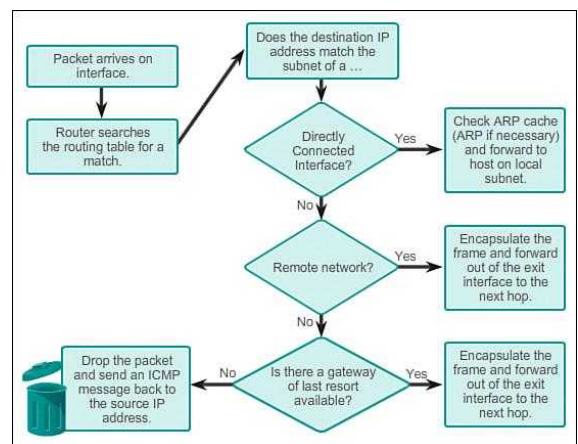 Packet arrives on
interface.
Router searches
the routing table for a
match.
Does the destination IP
address match the
subnet of a ...
Directly
Connected
Interface?
Yes
Check ARP cache
(ARP if necessary)
and forward to
host on local
subnet.
No
Remote network?
Yes
Encapsulate the
frame and forward
out of the exit
interface to the
next hop.
No
Is there a gateway
of last resort
available?
Yes
Encapsulate the
frame and forward
out of the exit
interface to the
next hop.
No
Drop the packet
and send an ICMP
message back to
the source IP
address.